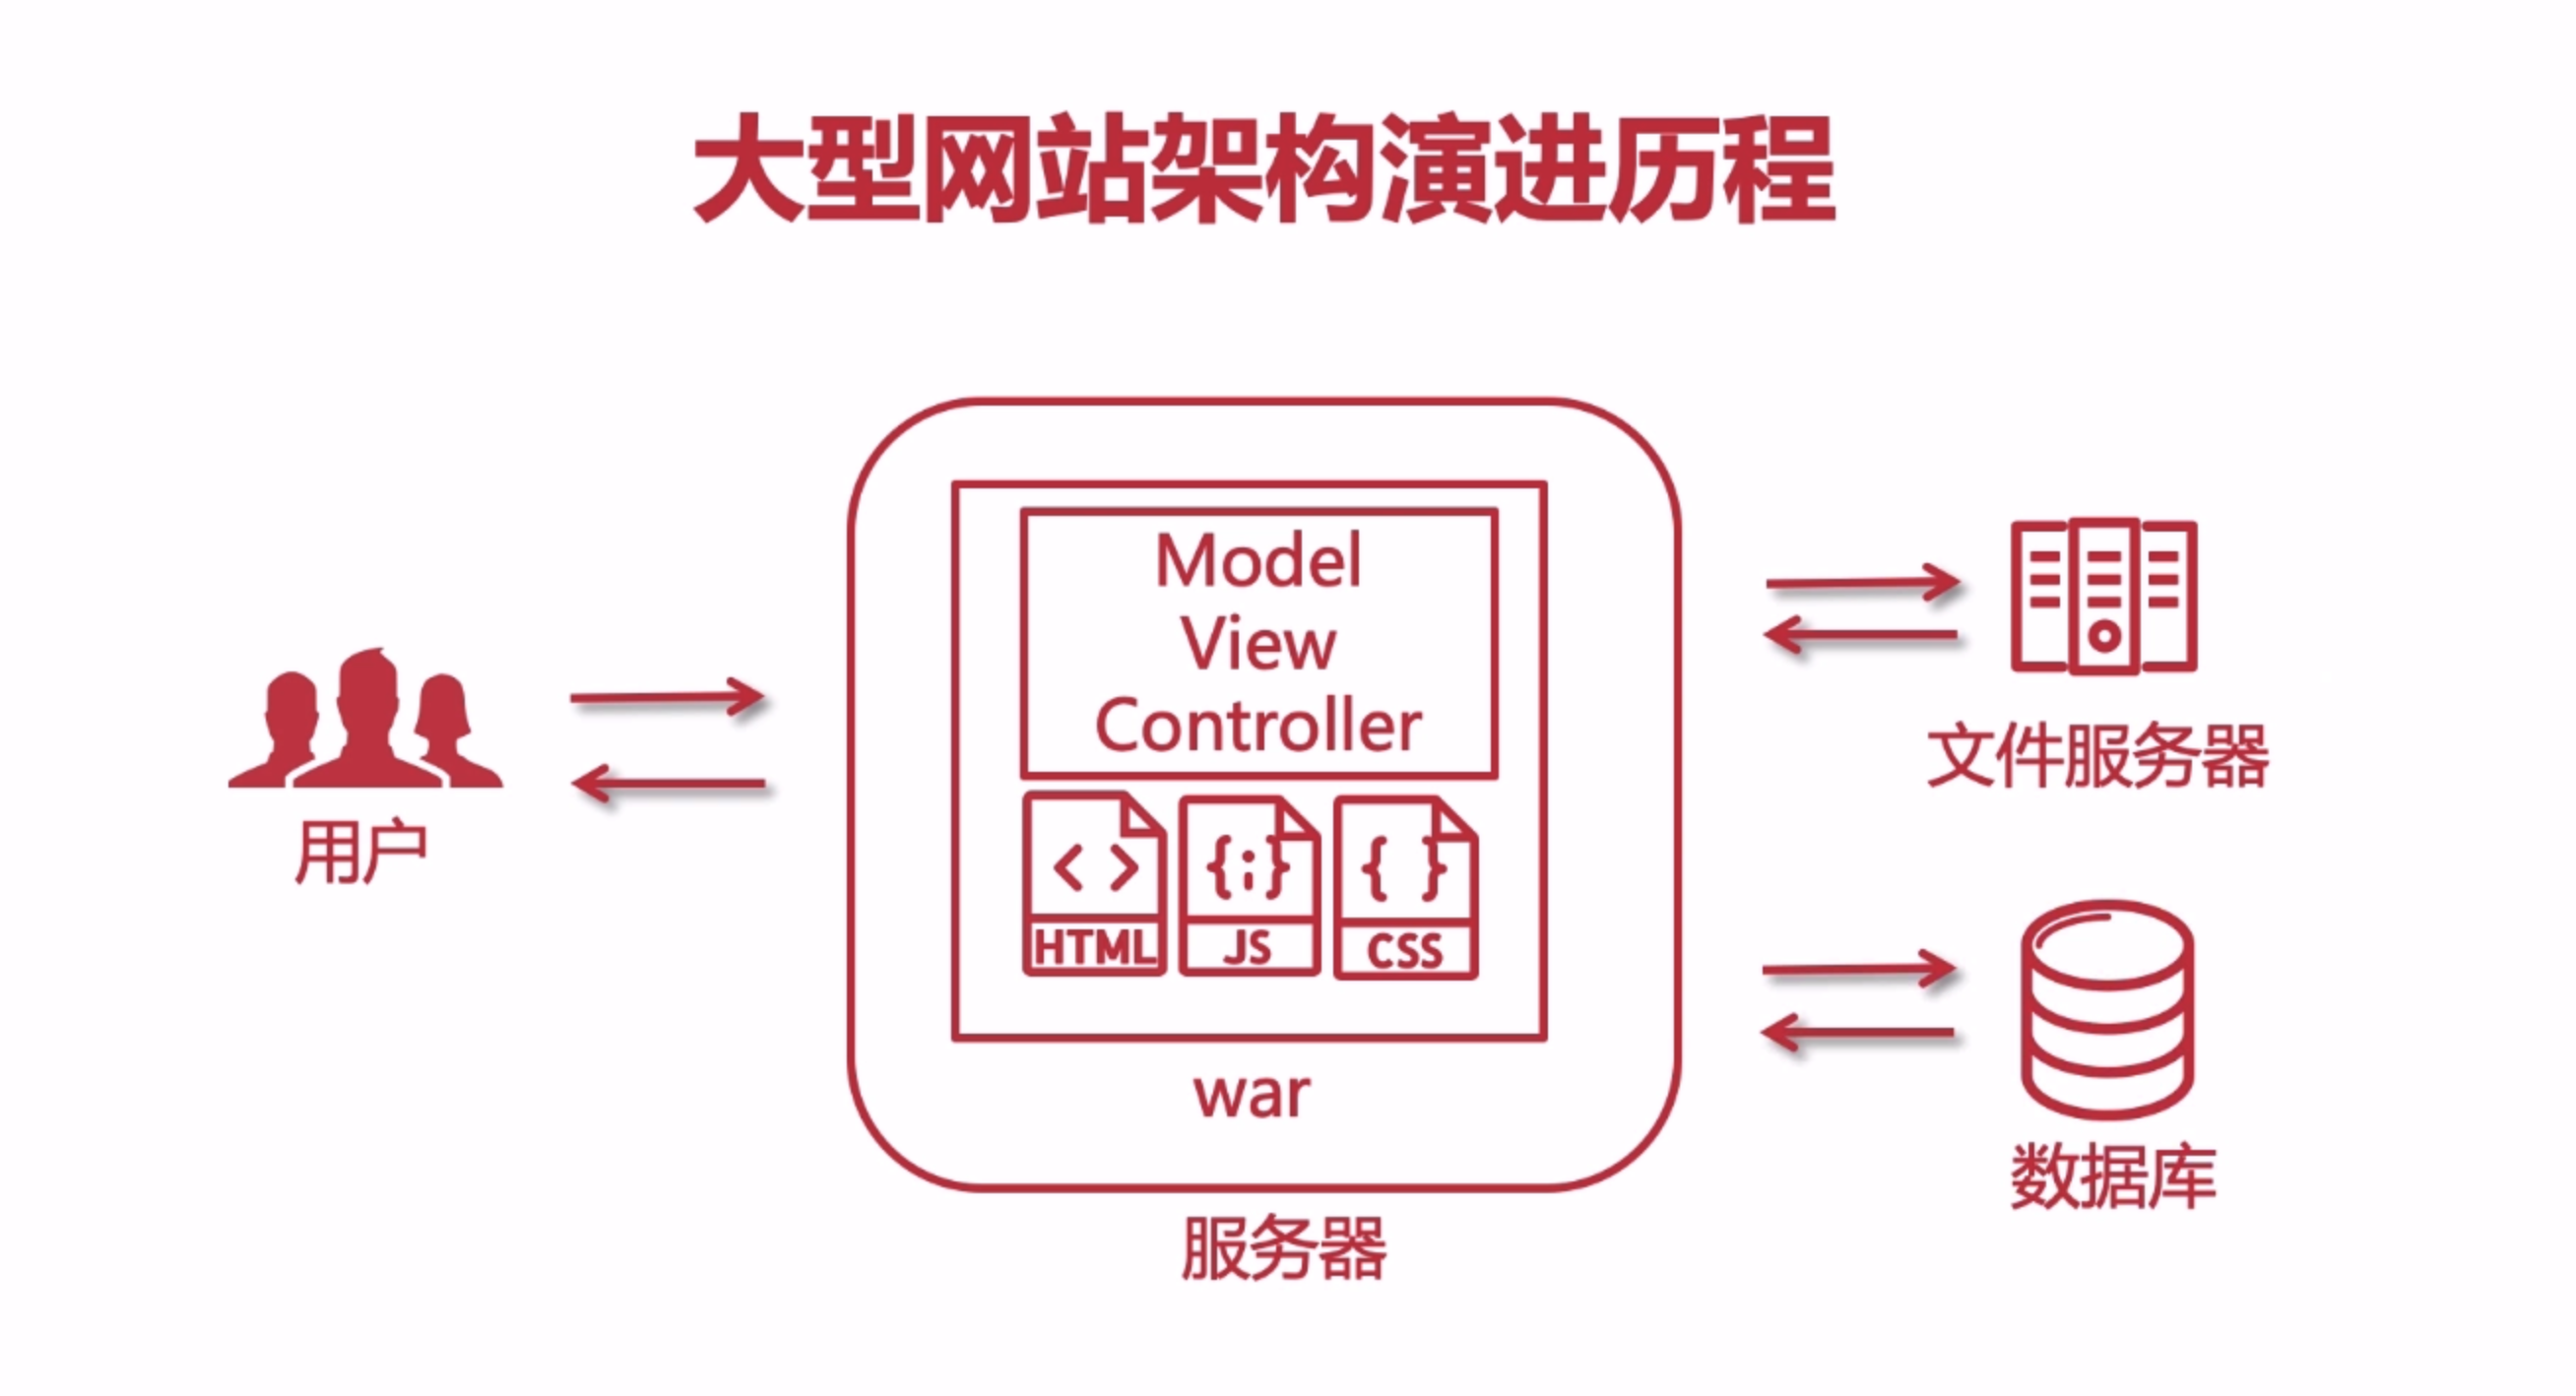 大型网站架构演进历程
Model
View
Controller
HTML
JS
CSS
war
服务器
用户
文件服务器
数据库